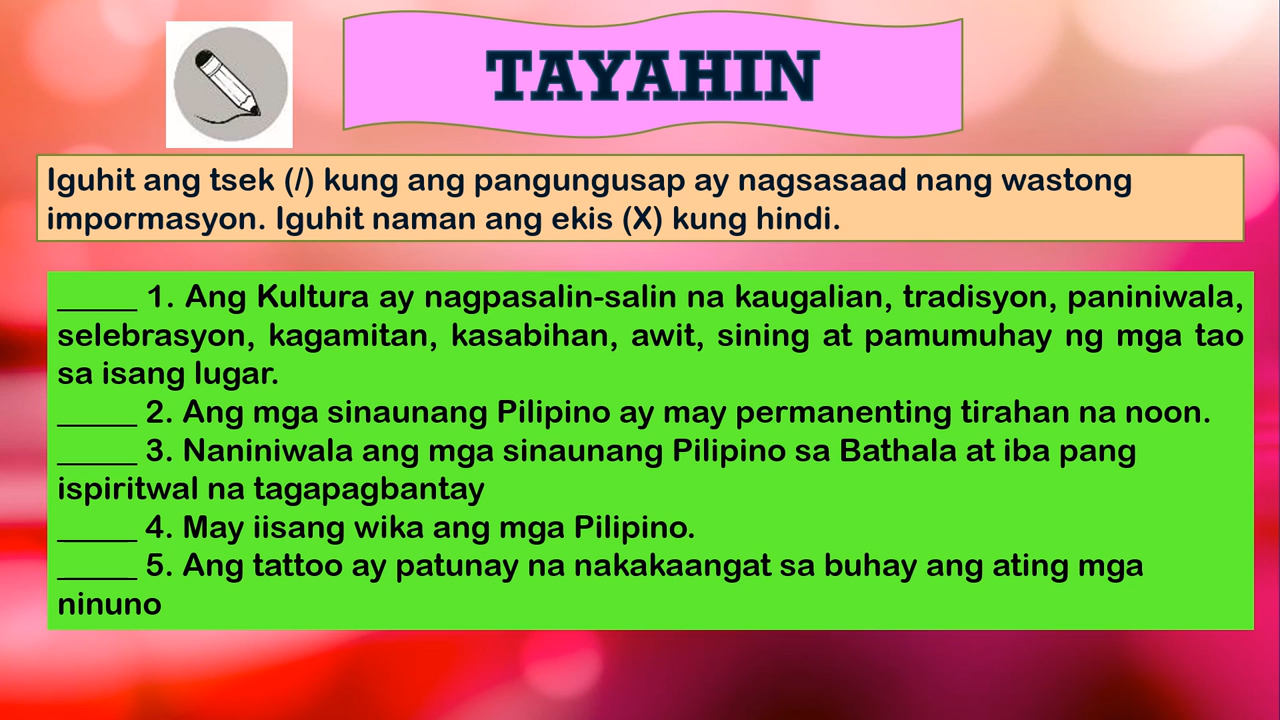 TAYAHIN
Iguhit ang tsek (/) kung ang pangungusap ay nagsasaad nang wastong
impormasyon. Iguhit naman ang ekis (X) kung hindi.
_____ 1. Ang Kultura ay nagpasalin-salin na kaugalian, tradisyon, paniniwala,
selebrasyon, kagamitan, kasabihan, awit, sining at pamumuhay ng mga tao
sa isang lugar.
_____ 2. Ang mga sinaunang Pilipino ay may permanenting tirahan na noon.
_____ 3. Naniniwala ang mga sinaunang Pilipino sa Bathala at iba pang
ispiritwal na tagapagbantay
_____ 4. May iisang wika ang mga Pilipino.
_____ 5. Ang tattoo ay patunay na nakakaangat sa buhay ang ating mga
ninuno